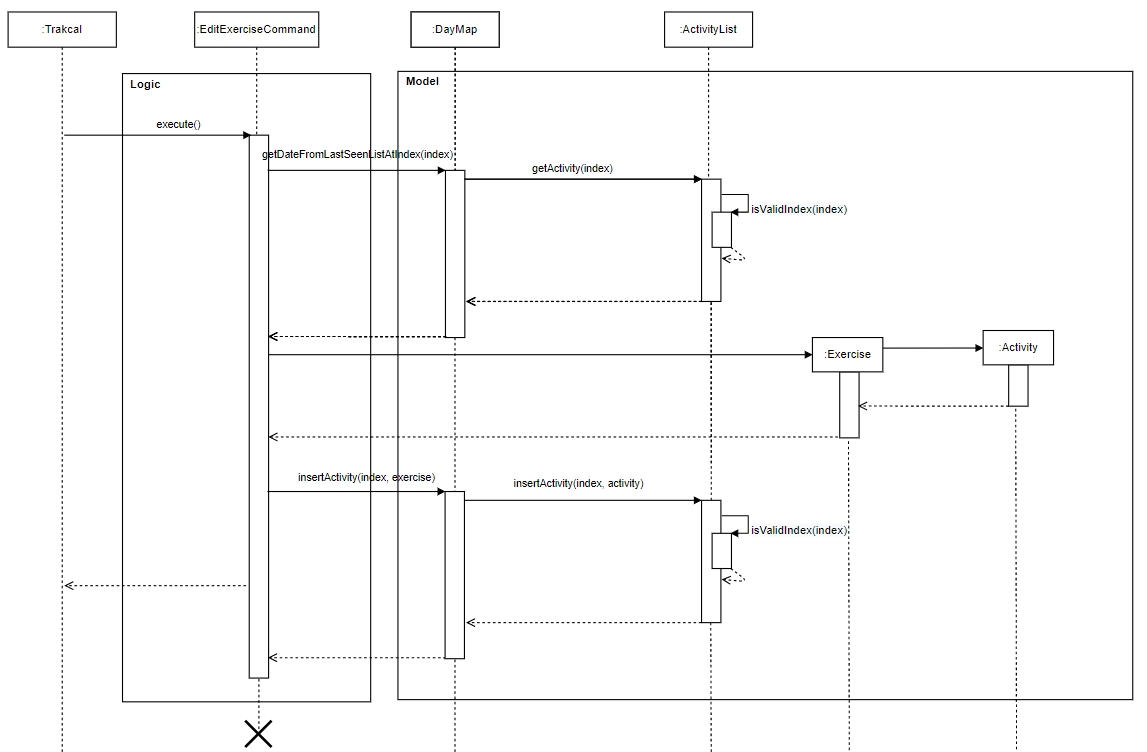 :Trakcal
:EditExerciseCommand
:DayMap
:ActivityList
Logic
Model
execute()
getDateFromLastSeenListAtIndex(index)
getActivity(index)
isValidIndex(index)
:Exercise
:Activity
insertActivity(index, exercise)
insertActivity(index, activity)
isValidIndex(index)